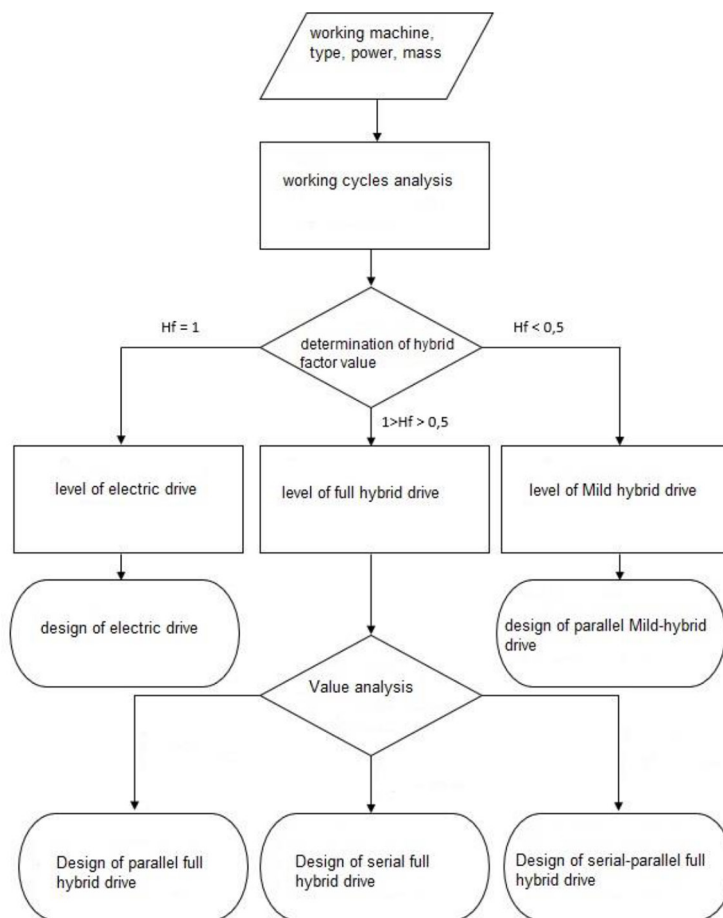 working machine,
type, power, mass
working cycles analysis
Hf = 1
determination of hybrid
factor value
Hf < 0,5
1>Hf > 0,5
level of electric drive
level of full hybrid drive
level of Mild hybrid drive
design of electric drive
design of parallel Mild-hybrid
drive
Value analysis
Design of parallel full
hybrid drive
Design of serial full
hybrid drive
Design of serial-parallel full
hybrid drive